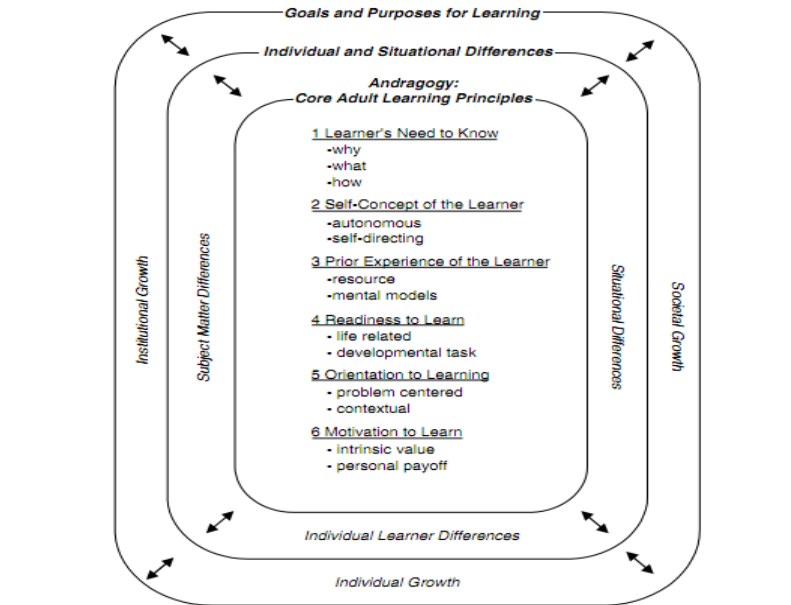 Goals and Purposes for Learning
Individual and Situational Differences
Andragogy:
Core Adult Learning Principles
1 Learner's Need to Know
-why
-what
-how
2 Self-Concept of the Learner
-autonomous
-self-directing
3 Prior Experience of the Learner
-resource
-mental models
4 Readiness to Learn
- life related
- developmental task
5 Orientation to Learning
- problem centered
- contextual
6 Motivation to Learn
- intrinsic value
- personal payoff
Institutional Growth
Subject Matter Differences
Situational Differences
Societal Growth
Individual Learner Differences
Individual Growth